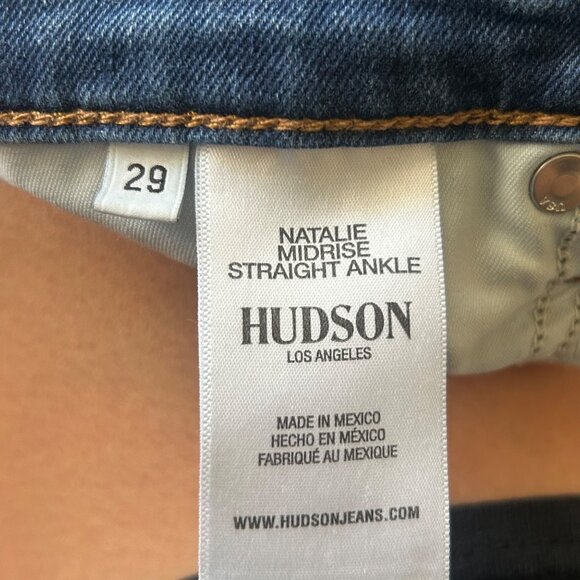 29
NATALIE
MIDRISE
STRAIGHT ANKLE
HUDSON
LOS ANGELES
MADE IN MEXICO
HECHO EN MÉXICO
FABRIQUÉ AU MEXIQUE
WWW.HUDSONJEANS.COM